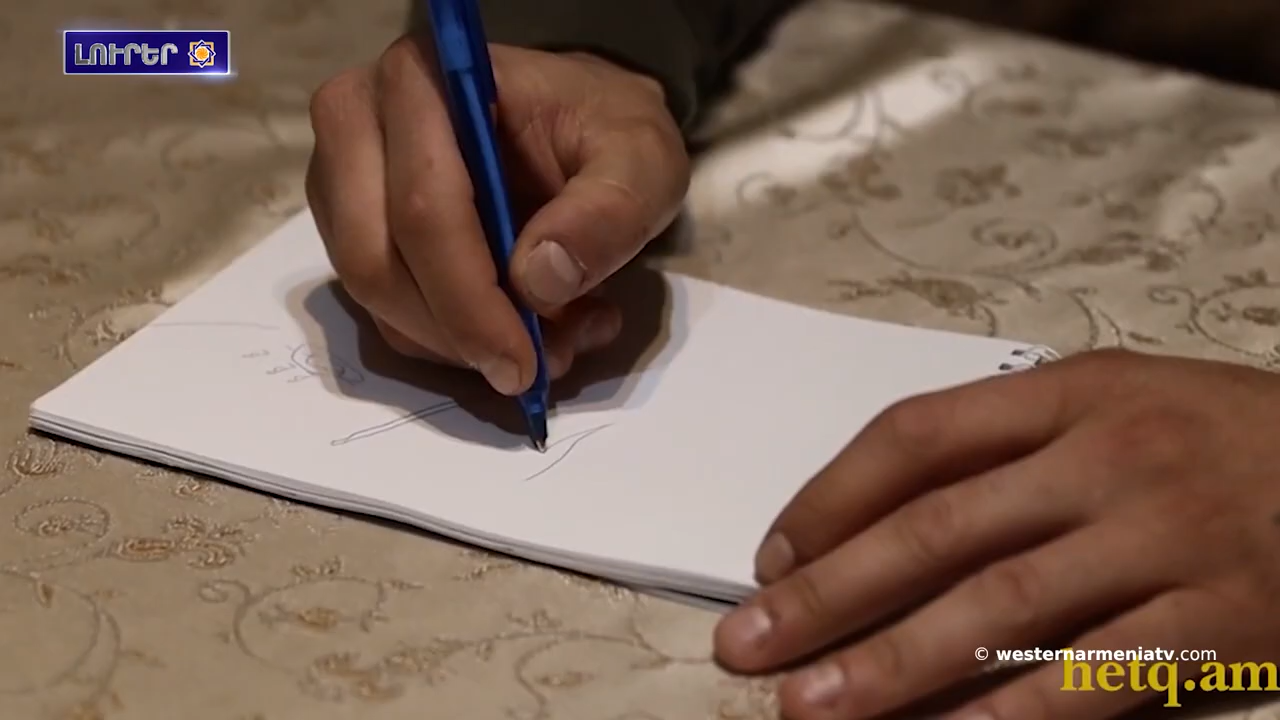 ԼՈՒՐԵՐ
© westernarmeniatv.com
hetq.am